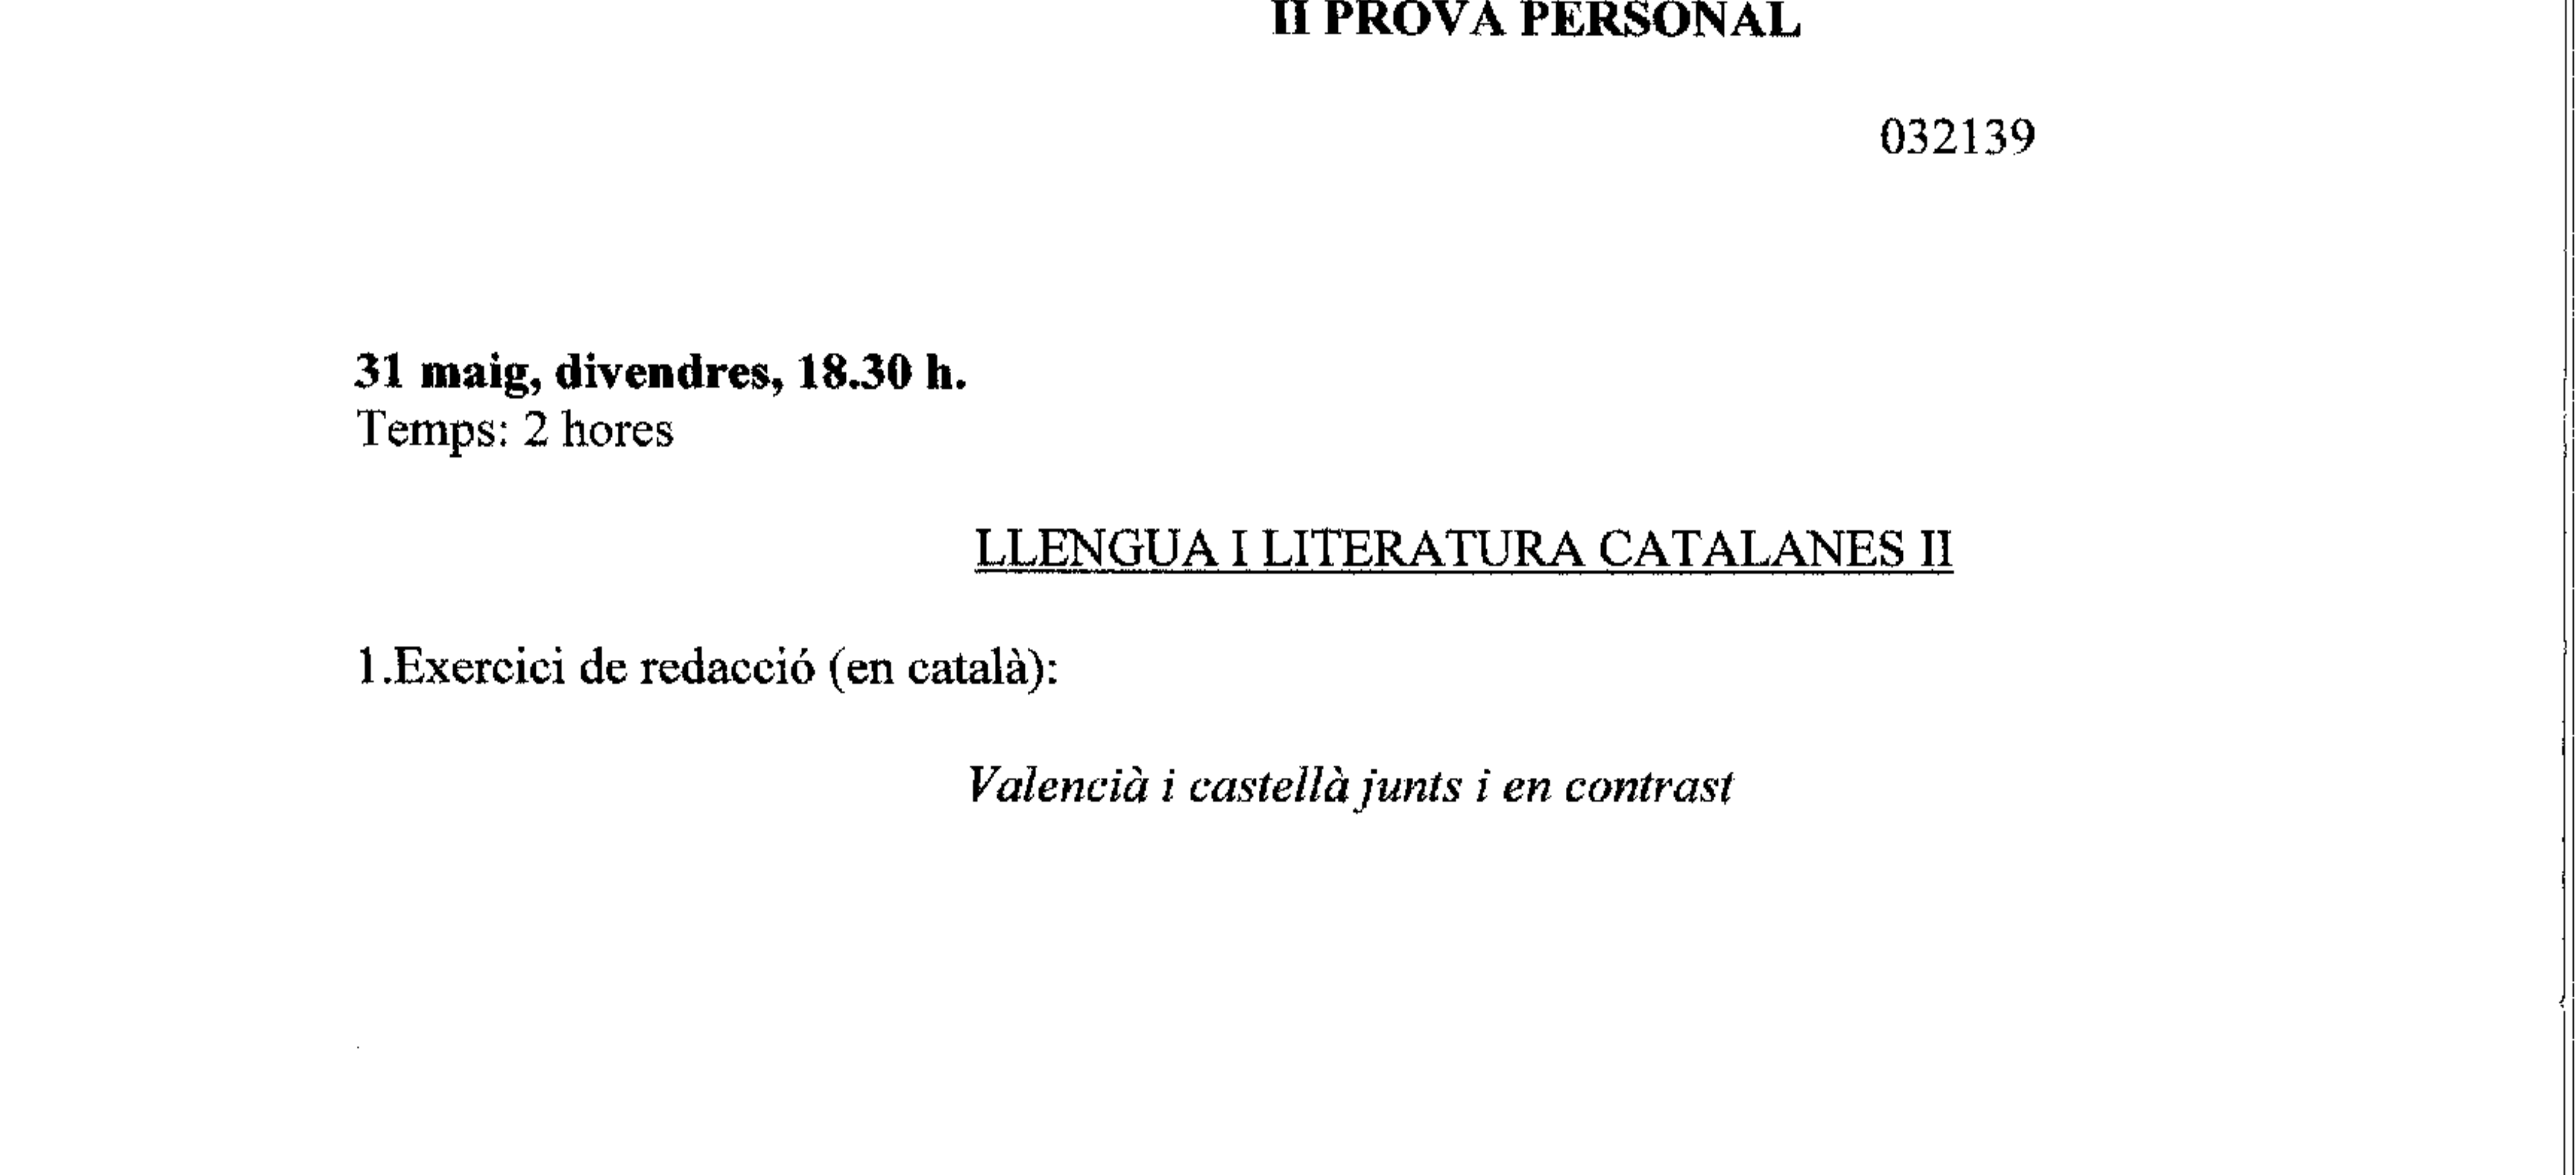 II PROVA PERSONAL
032139
31 maig, divendres, 18.30 h.
Temps: 2 hores
LLENGUA I LITERATURA CATALANES II
1.Exercici de redacció (en català):
Valencià i castellà junts i en contrast